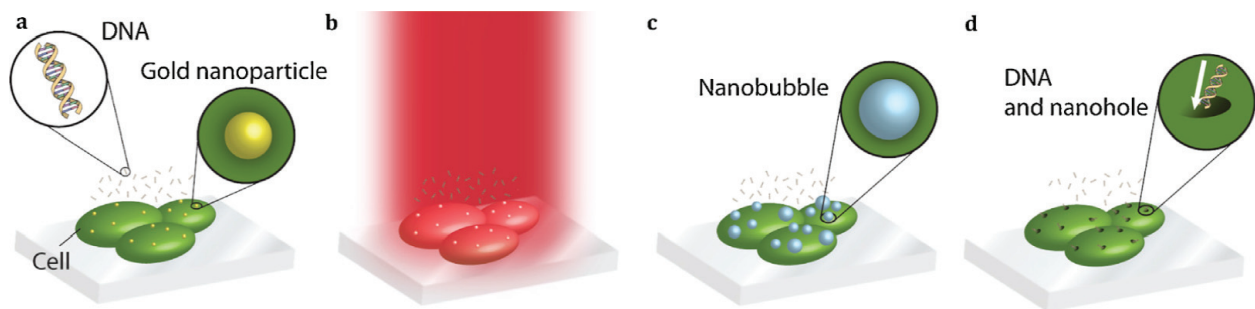 a
DNA
Gold nanoparticle
Cell
b
c
Nanobubble
d
DNA
and nanohole